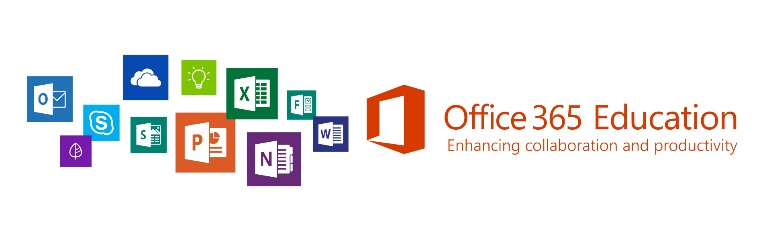 O
S
S
P
X
N
F
W
Office 365 Education
Enhancing collaboration and productivity